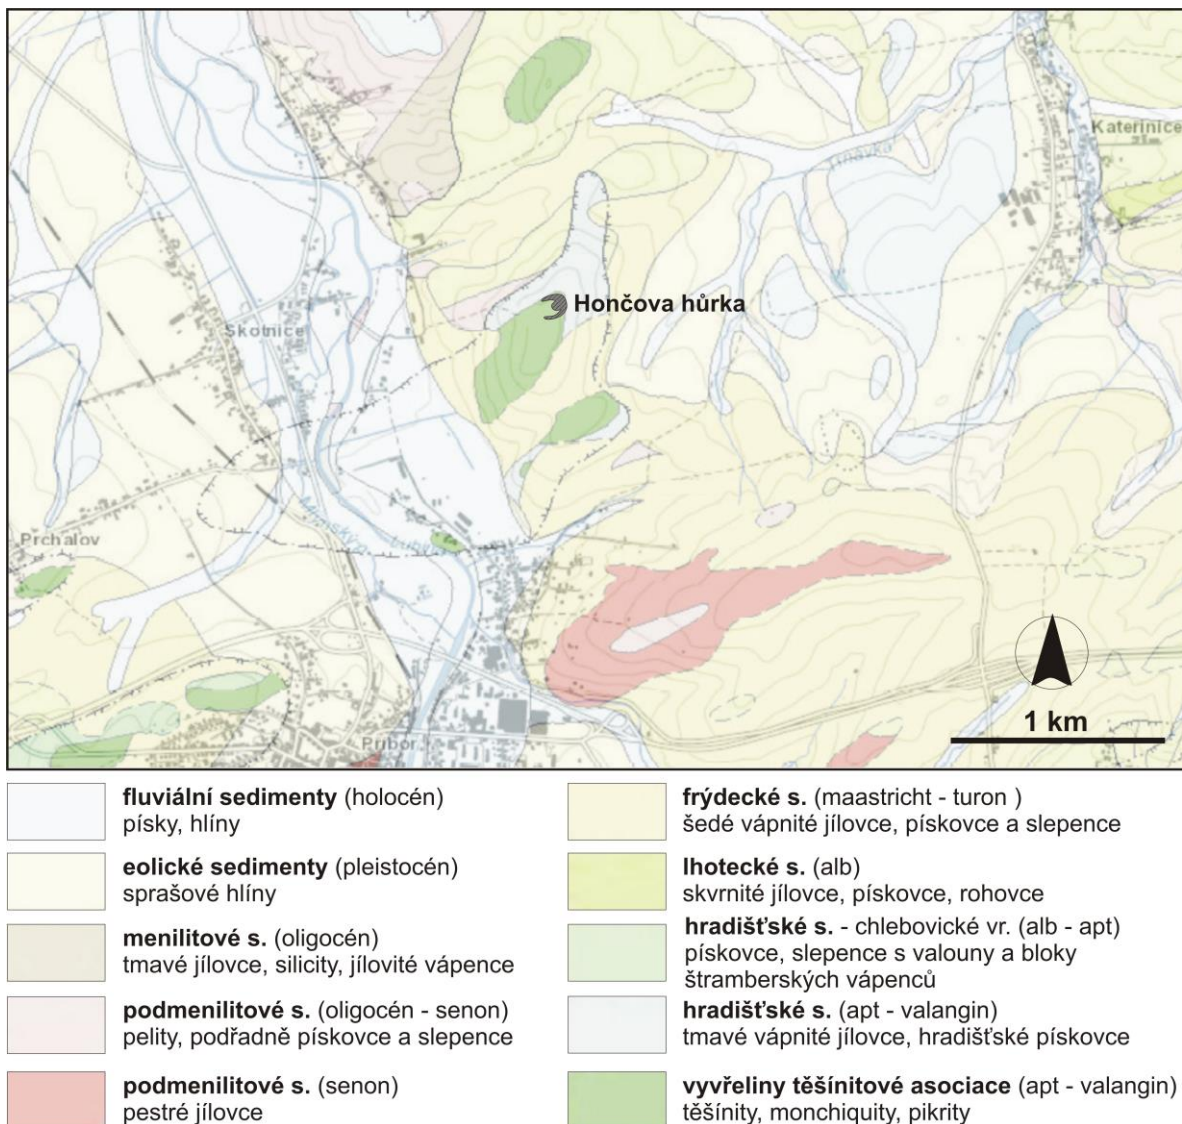 Kateřinice
Trnávka
Hončova hůrka
Skotnice
Prchalov
Lubina
1 km
Příbor
fluviální sedimenty (holocén)
písky, hlíny
eolické sedimenty (pleistocén)
sprašové hlíny
menilitové s. (oligocén)
tmavé jílovce, silicity, jílovité vápence
podmenilitové s. (oligocén - senon)
pelity, podřadně pískovce a slepence
podmenilitové s. (senon)
pestré jílovce
frýdecké s. (maastricht - turon )
šedé vápnité jílovce, pískovce a slepence
lhotecké s. (alb)
skvrnité jílovce, pískovce, rohovce
hradišťské s. - chlebovické vr. (alb - apt)
pískovce, slepence s valouny a bloky
štramberských vápenců
hradišťské s. (apt - valangin)
tmavé vápnité jílovce, hradišťské pískovce
vyvřeliny těšínitové asociace (apt - valangin)
těšínity, monchiquity, pikrity